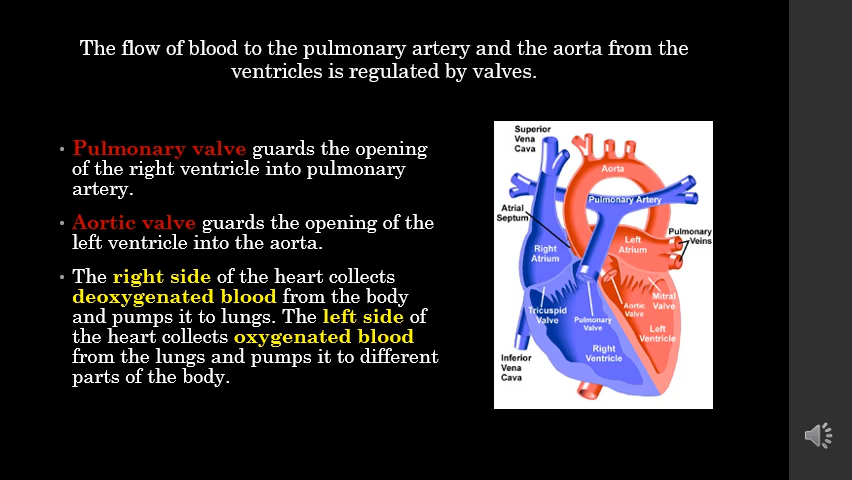 The flow of blood to the pulmonary artery and the aorta from the
ventricles is regulated by valves.
• Pulmonary valve guards the opening
of the right ventricle into pulmonary
artery.
• Aortic valve guards the opening of the
left ventricle into the aorta.
• The right side of the heart collects
deoxygenated blood from the body
and pumps it to lungs. The left side of
the heart collects oxygenated blood
from the lungs and pumps it to different
parts of the body.
Superior
Vena
Cava
Aorta
Pulmonary Artery
Atrial
Septum
Pulmonary
Veins
Left
Atrium
Right
Atrium
Mitral
Valve
Aortic
Valve
Tricuspid
Valve
Pulmonary
Valve
Left
Ventricle
Right
Ventricle
Inferior
Vena
Cava